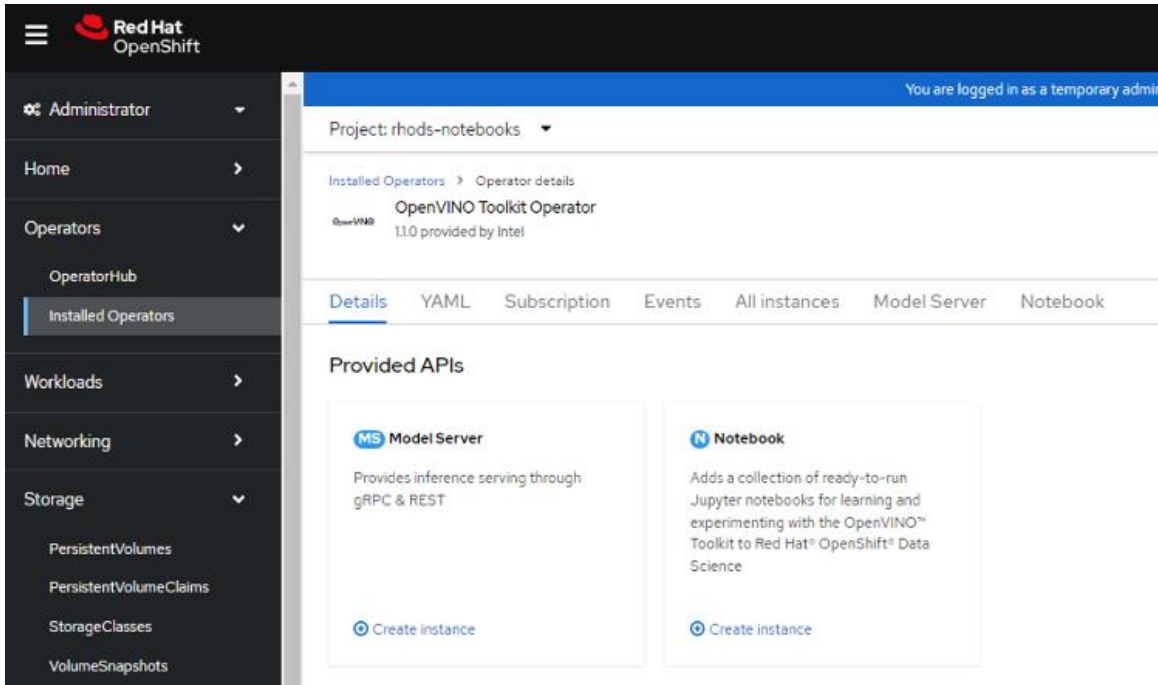 Red Hat
OpenShift
You are logged in as a temporary admin
Administrator
Project: rhods-notebooks
Home
Installed Operators > Operator details
OpenVINO
OpenVINO Toolkit Operator
1.1.0 provided by Intel
Operators
OperatorHub
Installed Operators
Details YAML Subscription Events All instances Model Server Notebook
Workloads
Networking
Storage
PersistentVolumes
PersistentVolumeClaims
StorageClasses
VolumeSnapshots
Provided APIs
MS Model Server
Provides inference serving through
gRPC & REST
Create instance
N Notebook
Adds a collection of ready-to-run
Jupyter notebooks for learning and
experimenting with the OpenVINO™
Toolkit to Red Hat® OpenShift® Data
Science
Create instance